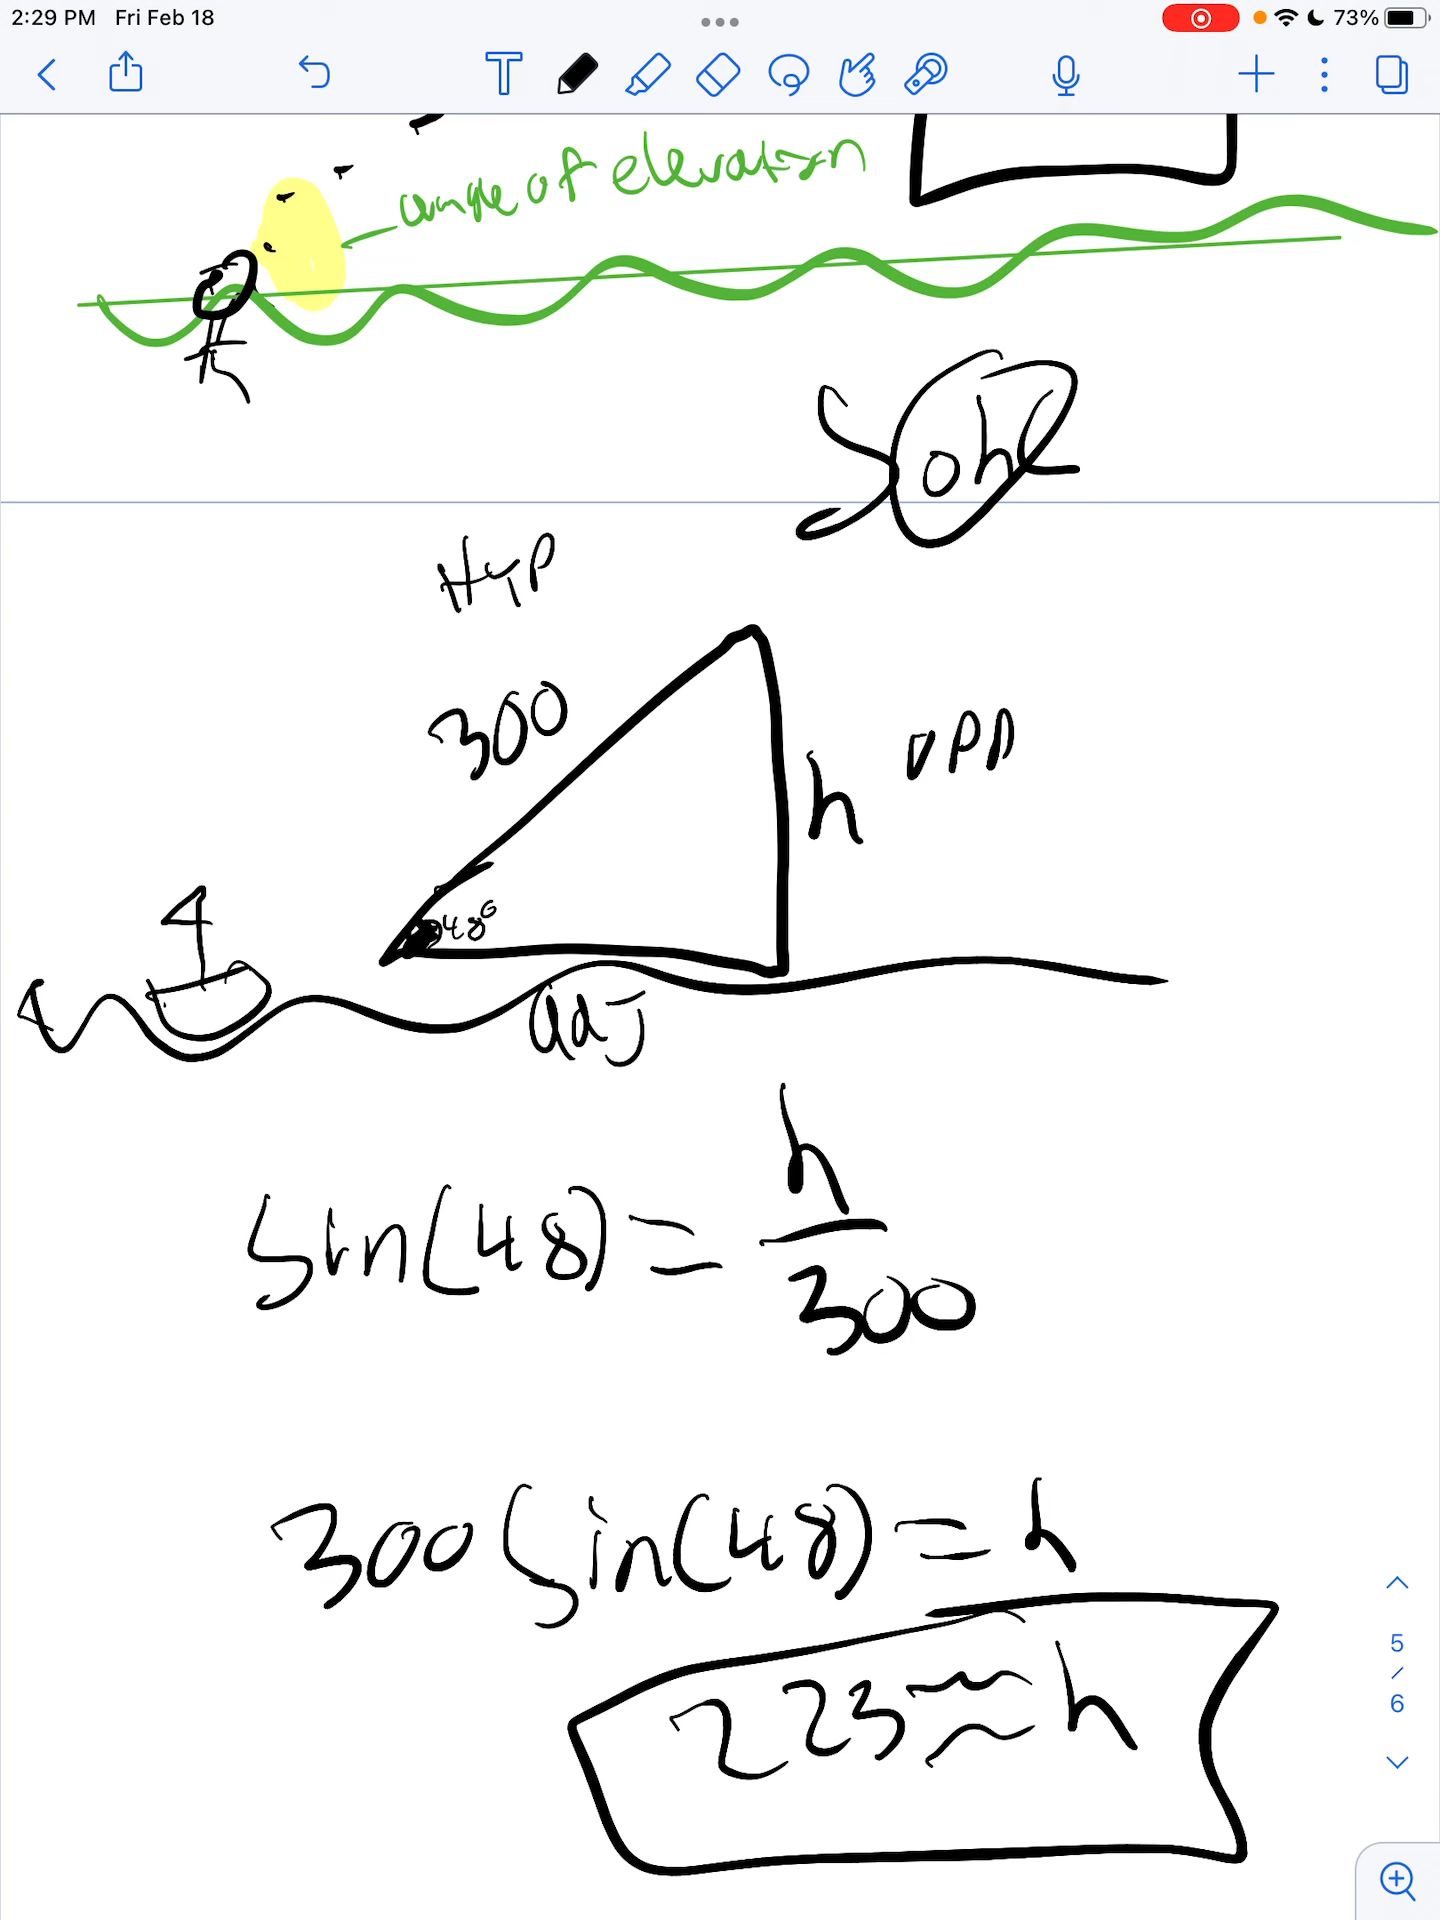 2:29 PM Fri Feb 18
73%
T
angle of elevation
Soh
Hyp
300
h opp
48°
adj
sin(48) = h/300
300 sin(48) = h
223 ≈ h
5
/
6